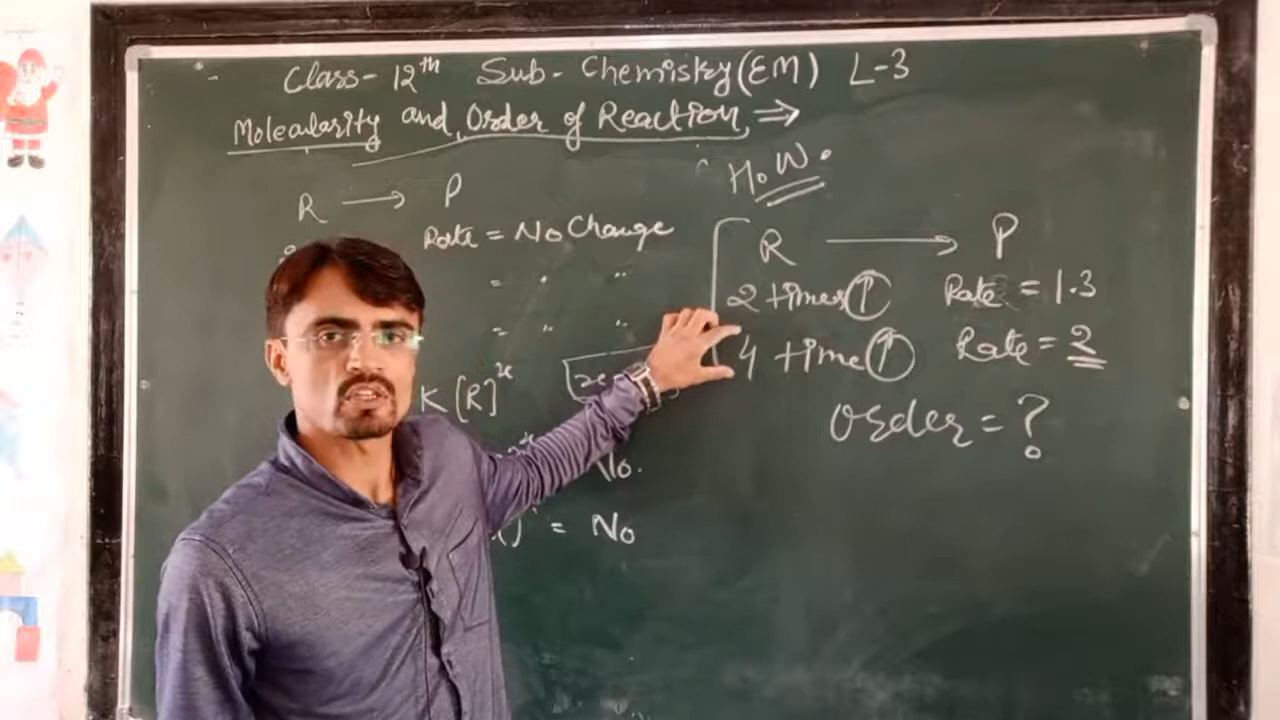 Class- 12th Sub- Chemistry (EM) L-3
Molecularity and Order of Reaction ⇒
R → P
Rate = No Change
= " "
= " "
K [R]^x
No.
= No
H.W.
R → P
2 times ↑ Rate = 1.3
4 time ↑ Rate = 2
order = ?